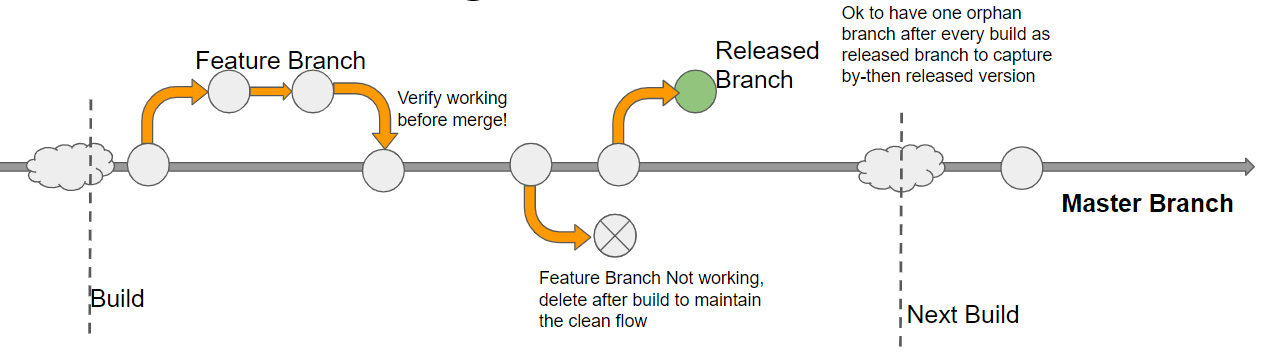 Ok to have one orphan
branch after every build as
released branch to capture
by-then released version
Feature Branch
Released
Branch
Verify working
before merge!
Master Branch
Feature Branch Not working,
delete after build to maintain
the clean flow
Build
Next Build